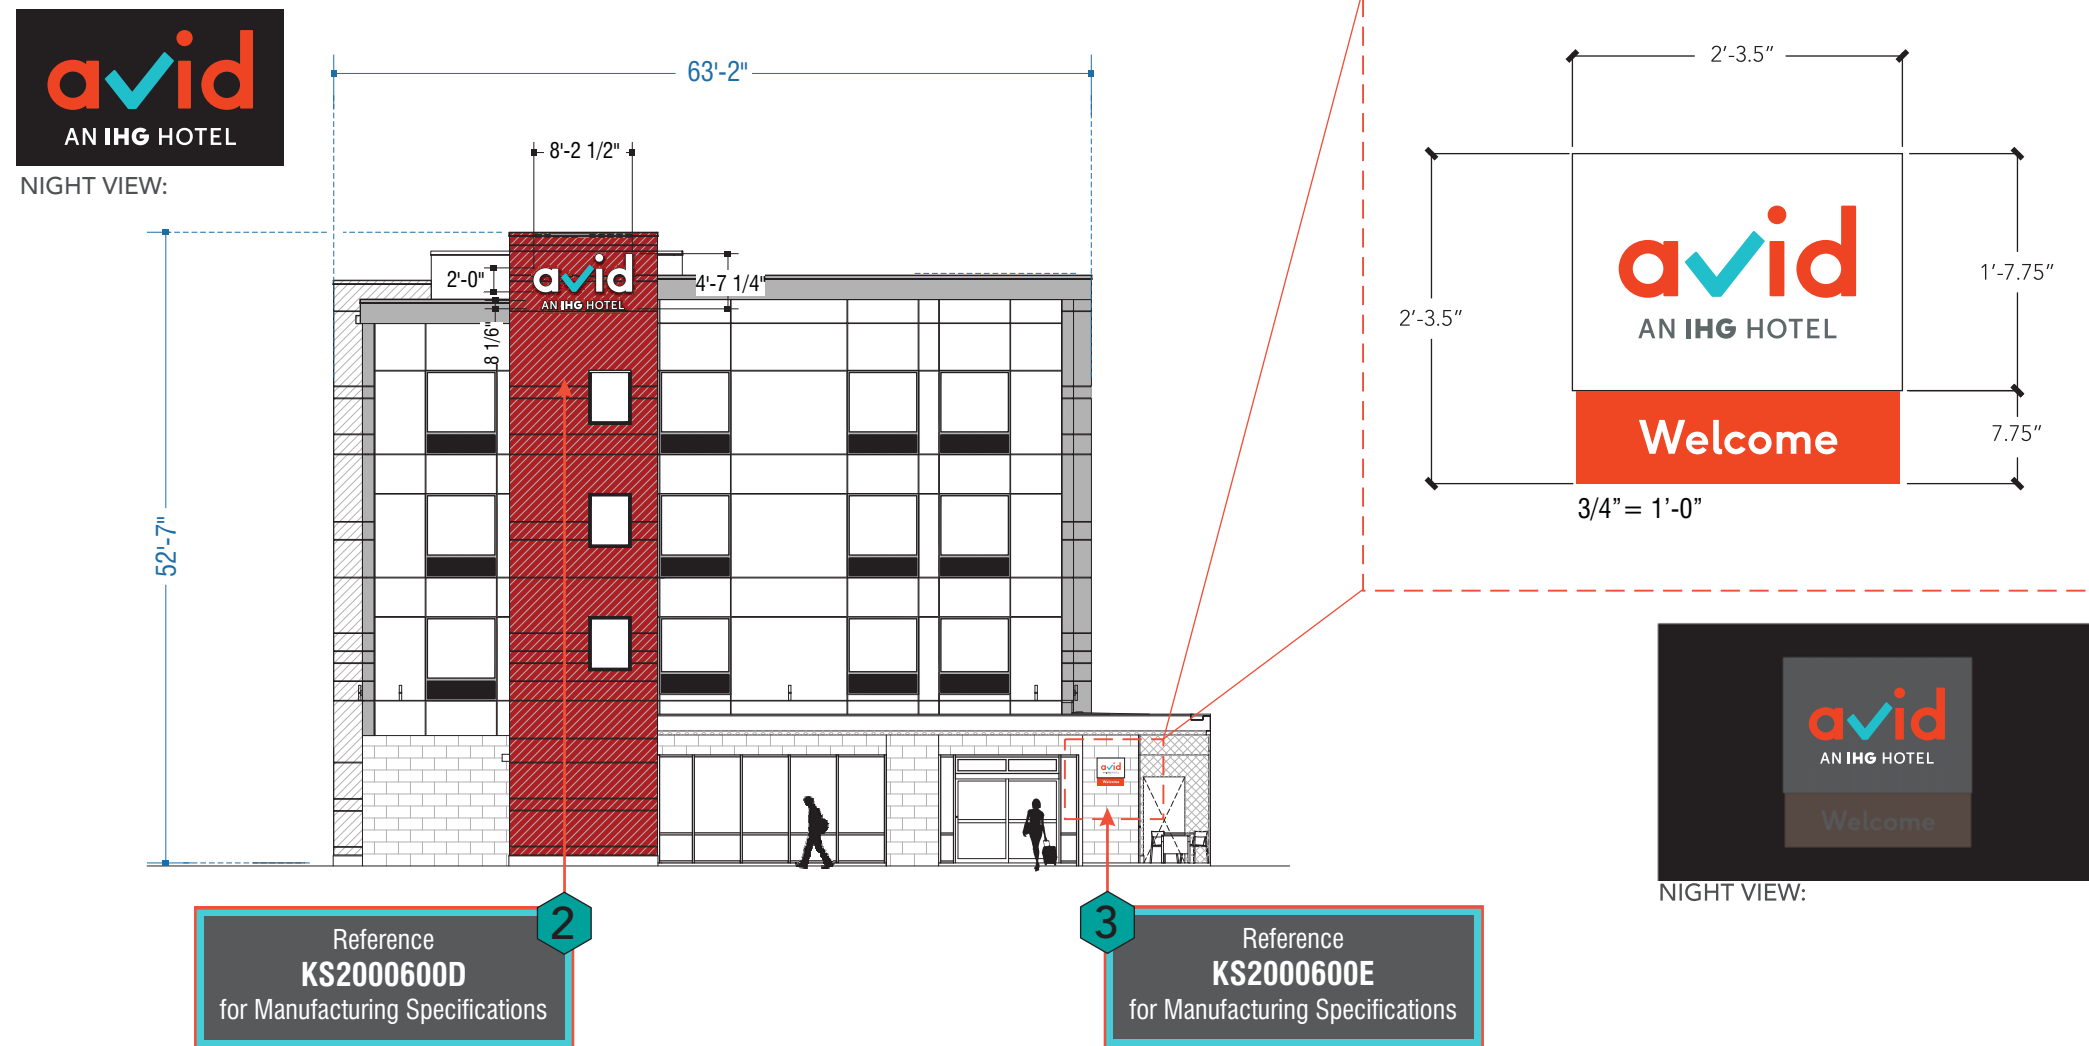 avid
AN IHG HOTEL
NIGHT VIEW:
63'-2"
8'-2 1/2"
2'-0"
avid
AN IHG HOTEL
4'-7 1/4"
8 1/6"
52'-7"
avid
Welcome
2
Reference
KS2000600D
for Manufacturing Specifications
3
Reference
KS2000600E
for Manufacturing Specifications
2'-3.5"
2'-3.5"
avid
AN IHG HOTEL
1'-7.75"
Welcome
7.75"
3/4" = 1'-0"
avid
AN IHG HOTEL
Welcome
NIGHT VIEW: